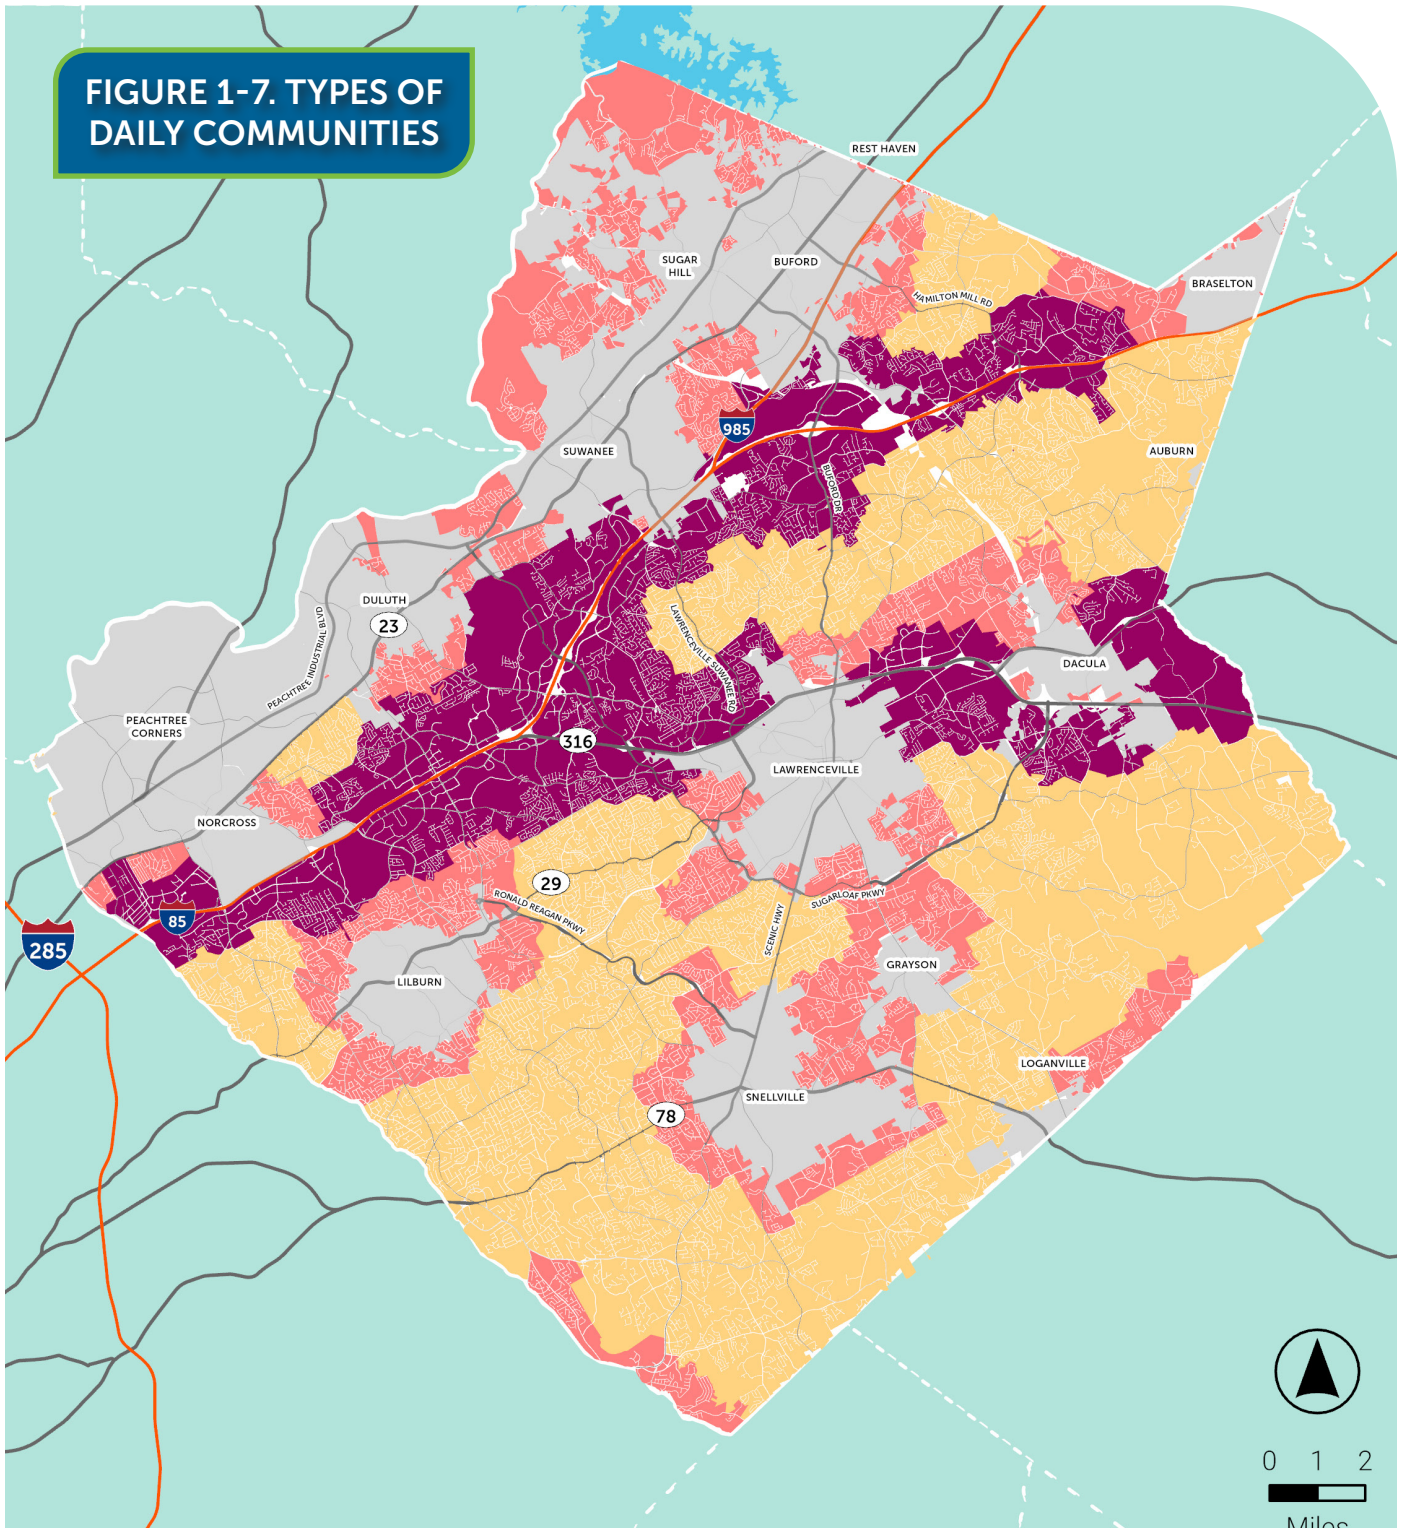 FIGURE 1-7. TYPES OF
DAILY COMMUNITIES
REST HAVEN
SUGAR
HILL
BUFORD
BRASELTON
HAMILTON MILL RD
985
SUWANEE
AUBURN
BUFORD DR
DULUTH
23
PEACHTREE INDUSTRIAL BLVD
LAWRENCEVILLE SUWANEE RD
DACULA
PEACHTREE
CORNERS
316
LAWRENCEVILLE
NORCROSS
29
RONALD REAGAN PKWY
SUGARLOAF PKWY
85
285
SCENIC HWY
GRAYSON
LILBURN
LOGANVILLE
SNELLVILLE
78
0 1 2
Miles